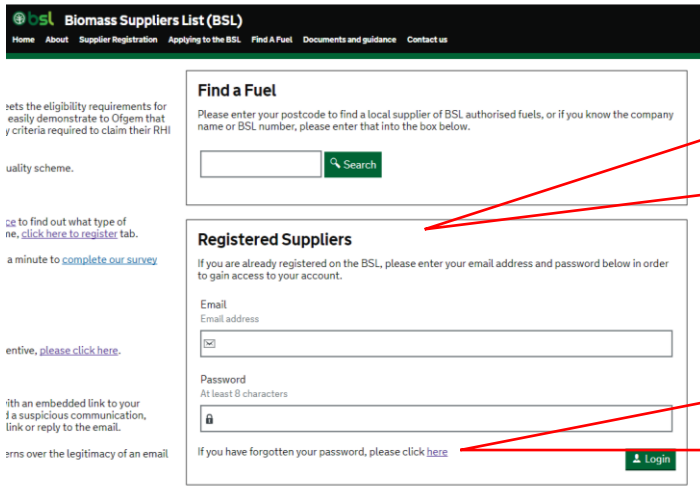 bsl Biomass Suppliers List (BSL)
Home About Supplier Registration Applying to the BSL Find A Fuel Documents and guidance Contact us
eets the eligibility requirements for
easily demonstrate to Ofgem that
y criteria required to claim their RHI
uality scheme.
ce to find out what type of
me, click here to register tab.
a minute to complete our survey
entive, please click here.
ith an embedded link to your
d a suspicious communication,
link or reply to the email.
erns over the legitimacy of an email
Find a Fuel
Please enter your postcode to find a local supplier of BSL authorised fuels, or if you know the company
name or BSL number, please enter that into the box below.
Search
Registered Suppliers
If you are already registered on the BSL, please enter your email address and password below in order
to gain access to your account.
Email
Email address
Password
At least 8 characters
If you have forgotten your password, please click here
Login